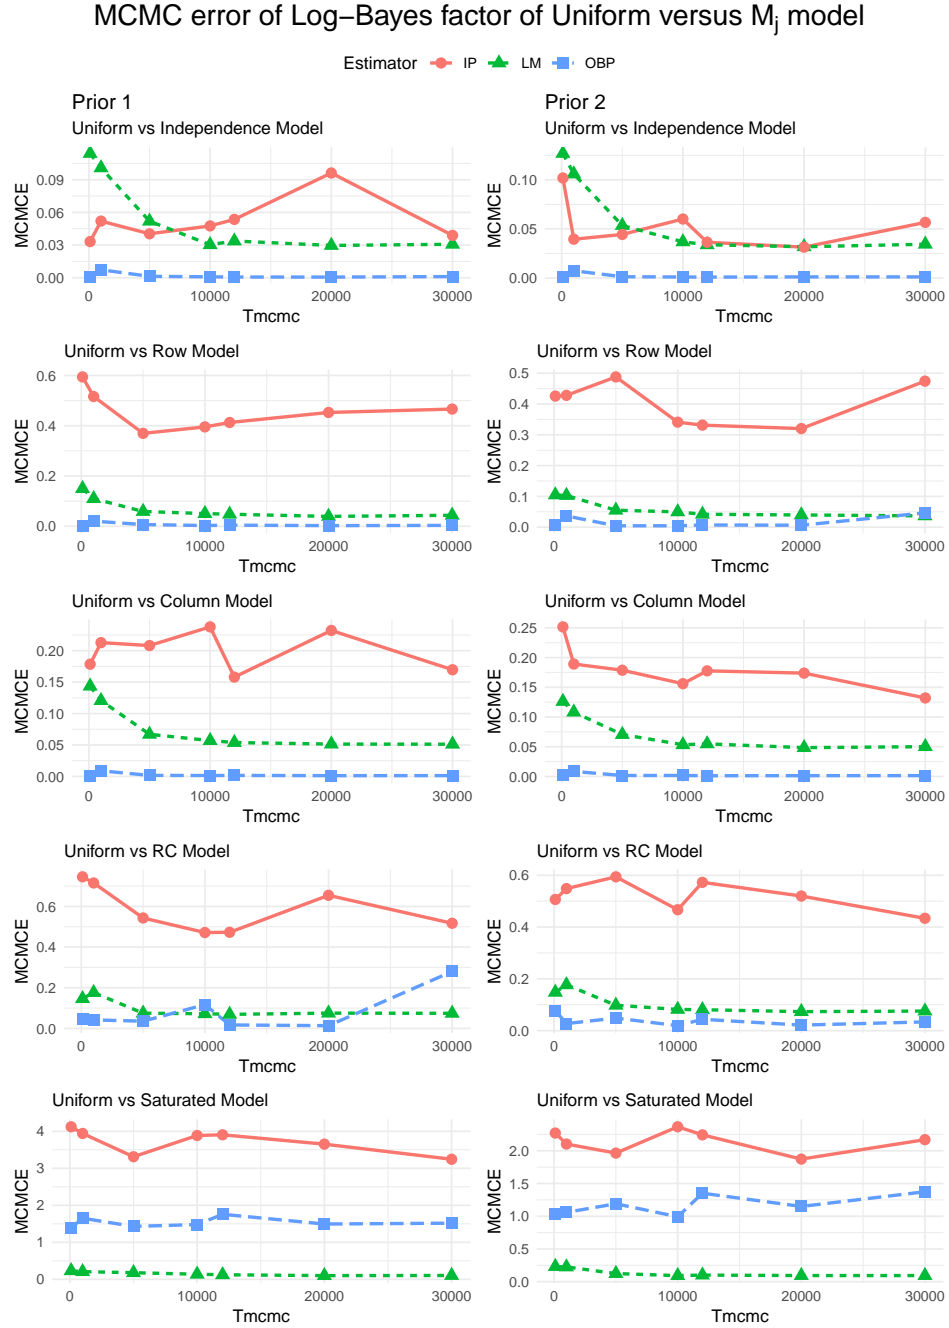 MCMC error of Log−Bayes factor of Uniform versus Mj model
Estimator IP LM OBP
Prior 1
Uniform vs Independence Model
MCMCE
0.09
0.06
0.03
0.00
0 10000 20000 30000
Tmcmc
Prior 2
Uniform vs Independence Model
MCMCE
0.10
0.05
0.00
0 10000 20000 30000
Tmcmc
Uniform vs Row Model
MCMCE
0.6
0.4
0.2
0.0
0 10000 20000 30000
Tmcmc
Uniform vs Row Model
MCMCE
0.5
0.4
0.3
0.2
0.1
0.0
0 10000 20000 30000
Tmcmc
Uniform vs Column Model
MCMCE
0.20
0.15
0.10
0.05
0.00
0 10000 20000 30000
Tmcmc
Uniform vs Column Model
MCMCE
0.25
0.20
0.15
0.10
0.05
0.00
0 10000 20000 30000
Tmcmc
Uniform vs RC Model
MCMCE
0.6
0.4
0.2
0.0
0 10000 20000 30000
Tmcmc
Uniform vs RC Model
MCMCE
0.6
0.4
0.2
0.0
0 10000 20000 30000
Tmcmc
Uniform vs Saturated Model
MCMCE
4
3
2
1
0
0 10000 20000 30000
Tmcmc
Uniform vs Saturated Model
MCMCE
2.0
1.5
1.0
0.5
0.0
0 10000 20000 30000
Tmcmc